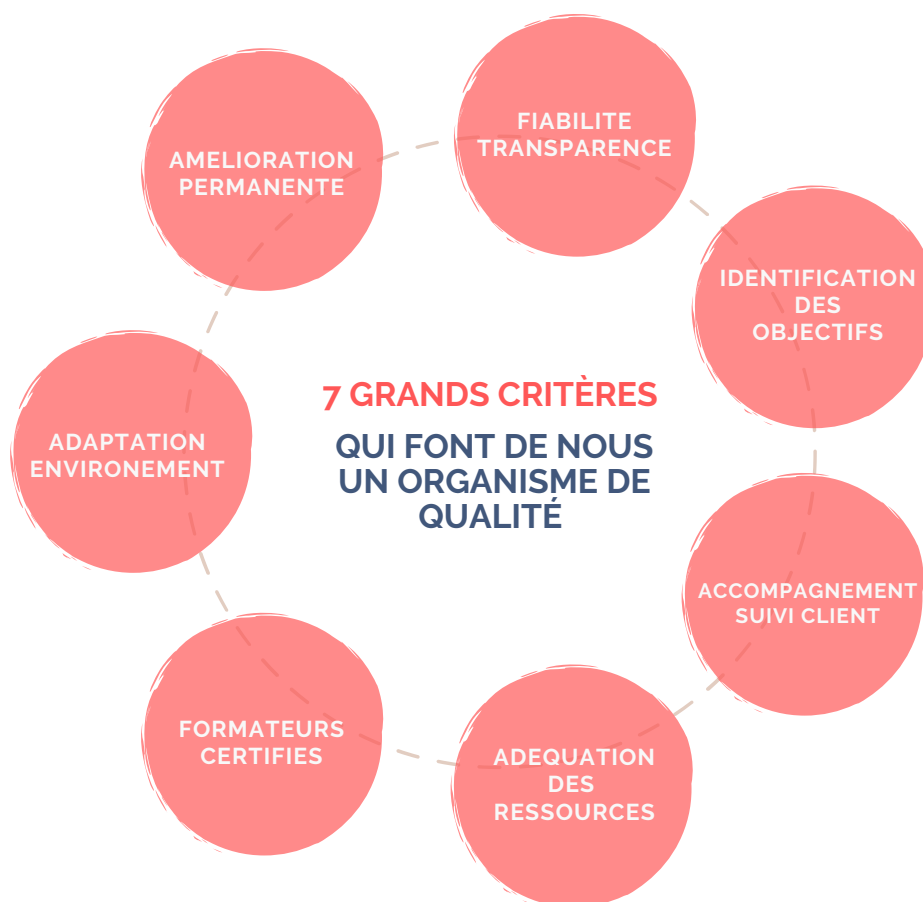 FIABILITE
TRANSPARENCE
AMELIORATION
PERMANENTE
IDENTIFICATION
DES
OBJECTIFS
7 GRANDS CRITÈRES
QUI FONT DE NOUS
UN ORGANISME DE
QUALITÉ
ADAPTATION
ENVIRONEMENT
ACCOMPAGNEMENT
SUIVI CLIENT
FORMATEURS
CERTIFIES
ADEQUATION
DES
RESSOURCES